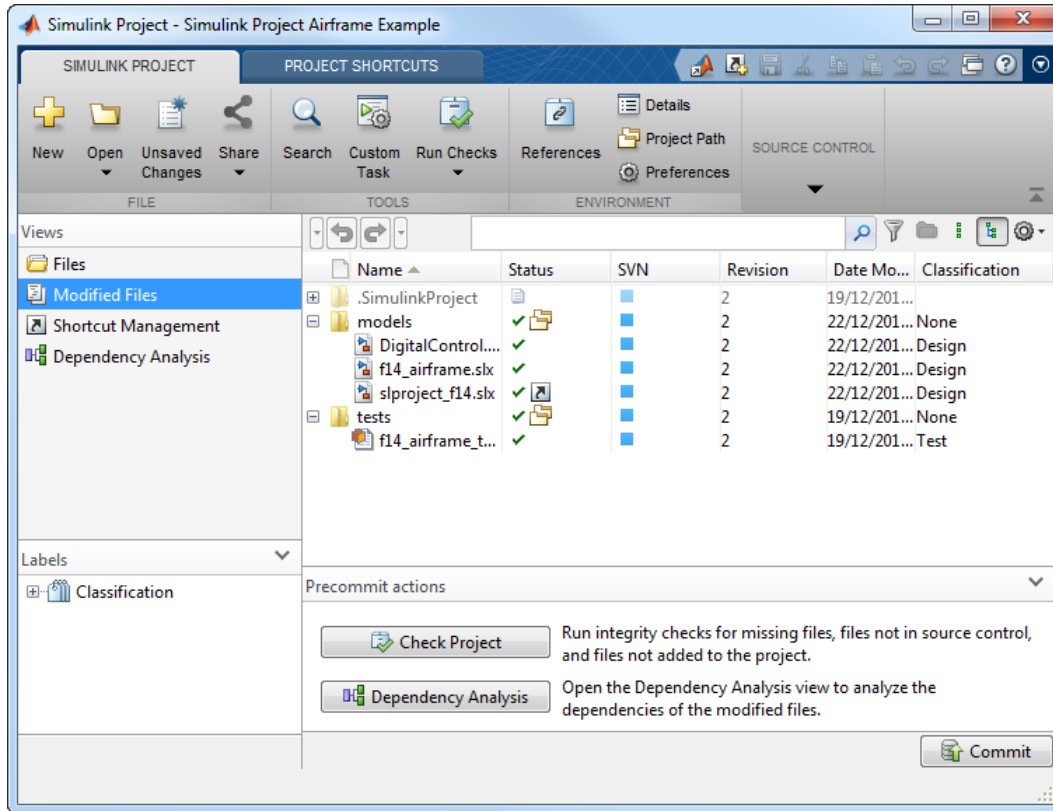 Simulink Project - Simulink Project Airframe Example
SIMULINK PROJECT PROJECT SHORTCUTS
New Open Unsaved Changes Share Search Custom Task Run Checks References Details Project Path Preferences SOURCE CONTROL
FILE TOOLS ENVIRONMENT
Views
Files
Modified Files
Shortcut Management
Dependency Analysis
Labels
Classification
Name Status SVN Revision Date Mo... Classification
.SimulinkProject 2 19/12/201...
models 2 22/12/201... None
DigitalControl.... 2 22/12/201... Design
f14_airframe.slx 2 22/12/201... Design
slproject_f14.slx 2 22/12/201... Design
tests 2 19/12/201... None
f14_airframe_t... 2 19/12/201... Test
Precommit actions
Check Project
Run integrity checks for missing files, files not in source control,
and files not added to the project.
Dependency Analysis
Open the Dependency Analysis view to analyze the
dependencies of the modified files.
Commit